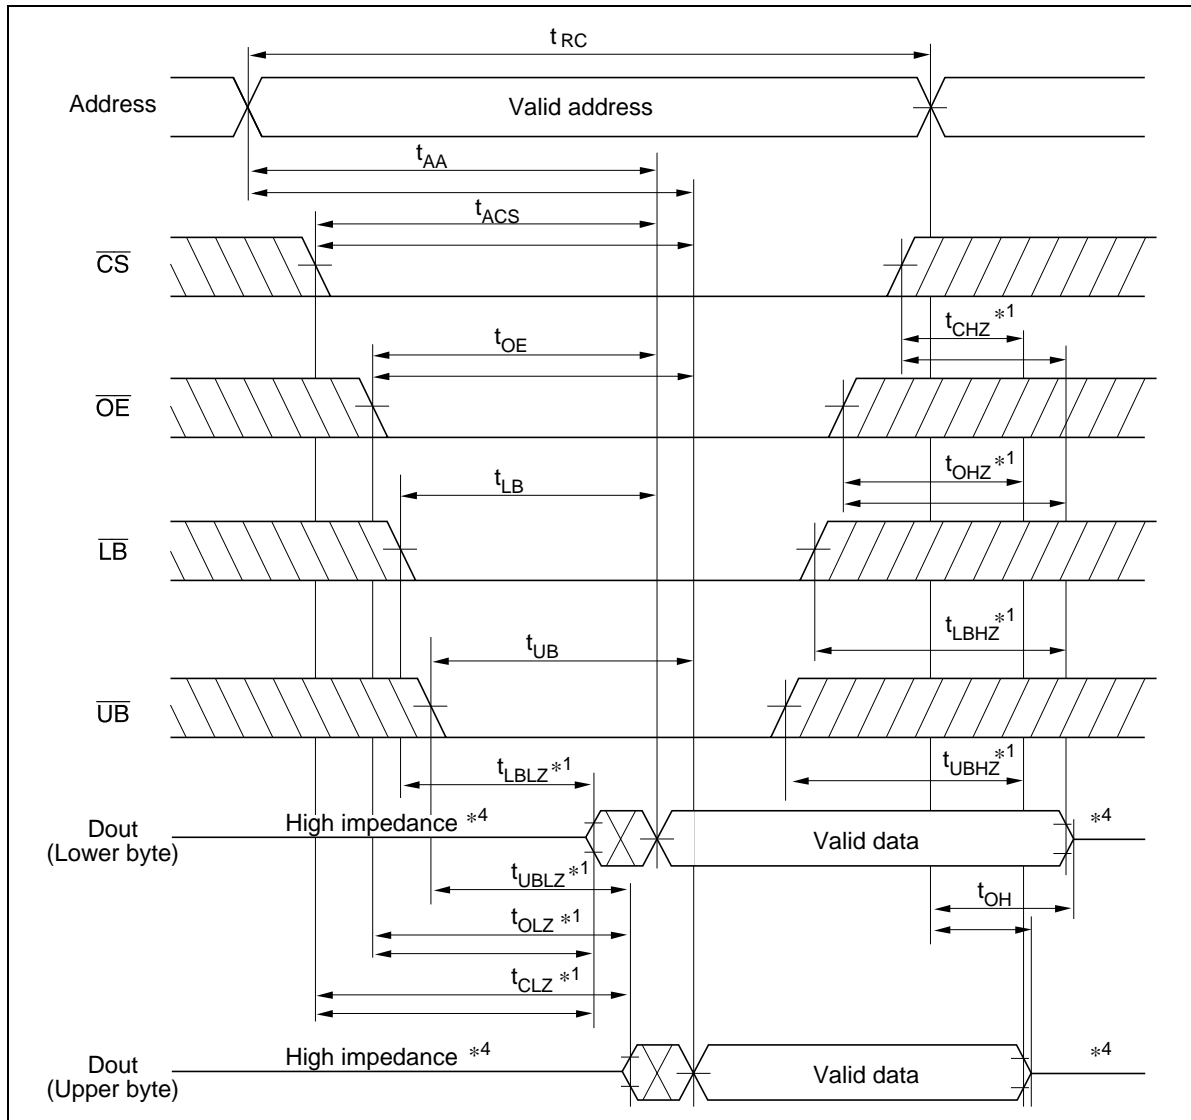 t RC
Address
Valid address
tAA
tACS
CS
tCHZ *1
tOE
OE
tOHZ *1
tLB
LB
tLBHZ *1
tUB
UB
tLBLZ *1
tUBHZ *1
Dout
(Lower byte)
High impedance *4
Valid data
*4
tUBLZ *1
tOH
tOLZ *1
tCLZ *1
Dout
(Upper byte)
High impedance *4
Valid data
*4